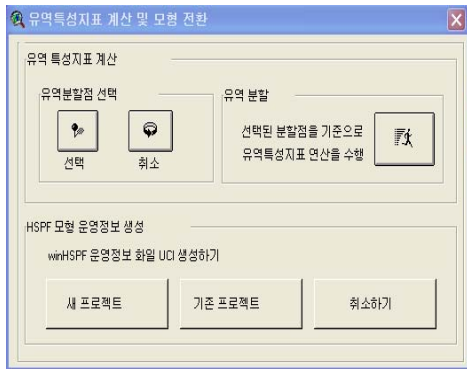 유역특성지표 계산 및 모형 전환
유역 특성지표 계산
유역분할점 선택
선택
취소
유역 분할
선택된 분할점을 기준으로
유역특성지표 연산을 수행
HSPF 모형 운영정보 생성
winHSPF 운영정보 화일 UCI 생성하기
새 프로젝트
기존 프로젝트
취소하기